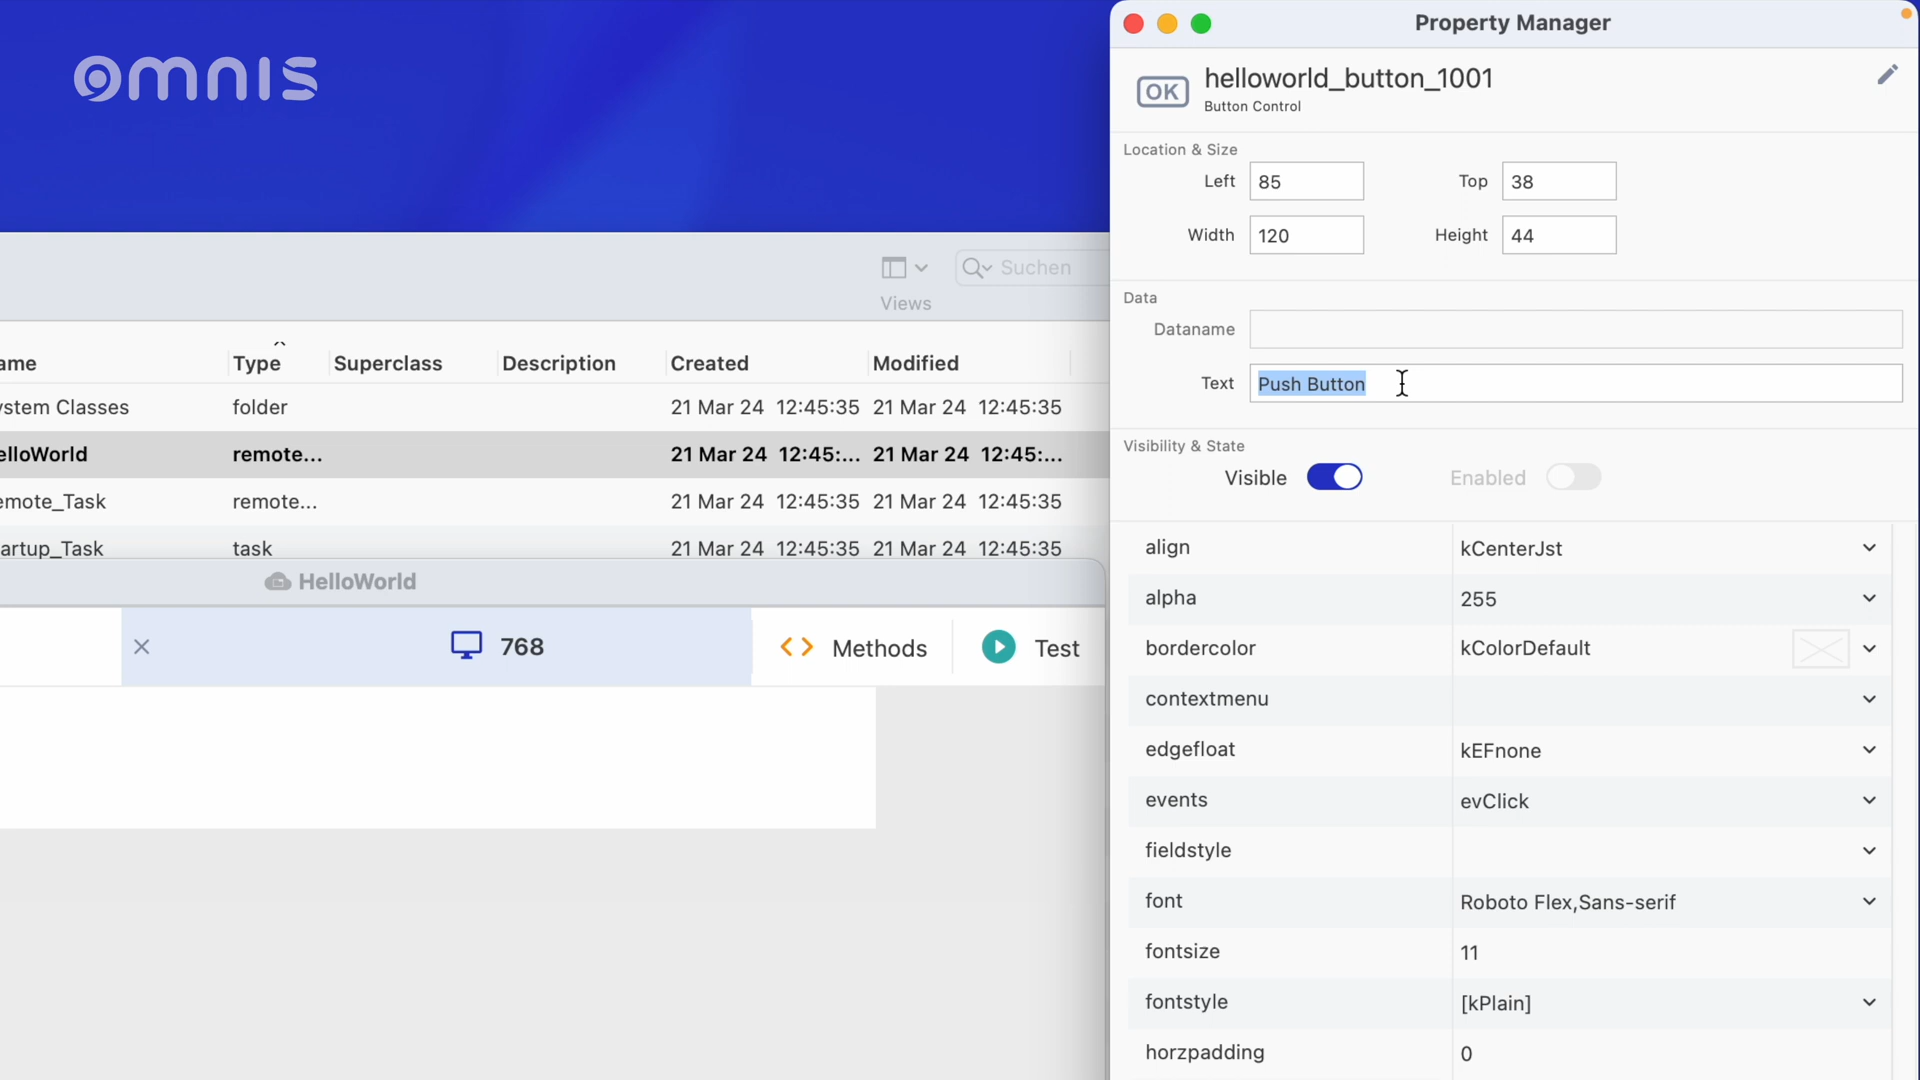 OMNIS
Property Manager
OK
helloworld_button_1001
Button Control
Location & Size
Left 85 Top 38
Width 120 Height 44
Data
Dataname
Text Push Button
Visibility & State
Visible Enabled
align kCenterJst
alpha 255
bordercolor kColorDefault
contextmenu
edgefloat kEFnone
events evClick
fieldstyle
font Roboto Flex,Sans-serif
fontsize 11
fontstyle [kPlain]
horzpadding 0
Suchen
Views
ame Type Superclass Description Created Modified
ystem Classes folder 21 Mar 24 12:45:35 21 Mar 24 12:45:35
elloWorld remote... 21 Mar 24 12:45:... 21 Mar 24 12:45:...
emote_Task remote... 21 Mar 24 12:45:35 21 Mar 24 12:45:35
artup_Task task 21 Mar 24 12:45:35 21 Mar 24 12:45:35
HelloWorld
768 Methods Test